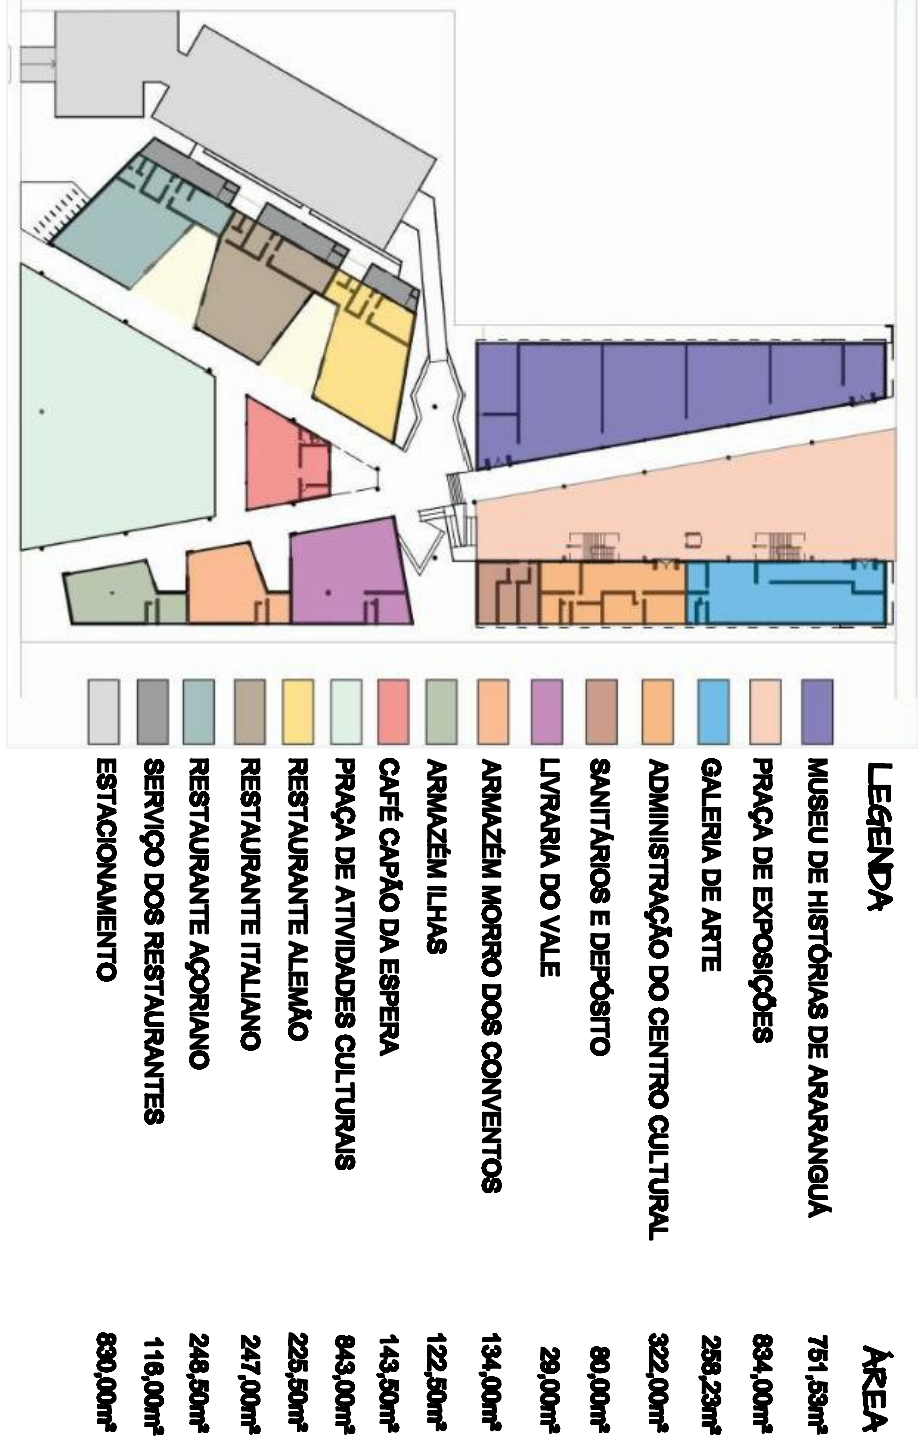 LEGENDA ÁREA
MUSEU DE HISTÓRIAS DE ARARANGUÁ 751,53m²
PRAÇA DE EXPOSIÇÕES 834,00m²
GALERIA DE ARTE 258,23m²
ADMINISTRAÇÃO DO CENTRO CULTURAL 322,00m²
SANITÁRIOS E DEPÓSITO 80,00m²
LIVRARIA DO VALE 29,00m²
ARMAZÉM MORRO DOS CONVENTOS 134,00m²
ARMAZÉM ILHAS 122,50m²
CAFÉ CAPÃO DA ESPERA 143,50m²
PRAÇA DE ATIVIDADES CULTURAIS 843,00m²
RESTAURANTE ALEMÃO 225,50m²
RESTAURANTE ITALIANO 247,00m²
RESTAURANTE AÇORIANO 248,50m²
SERVIÇO DOS RESTAURANTES 116,00m²
ESTACIONAMENTO 830,00m²